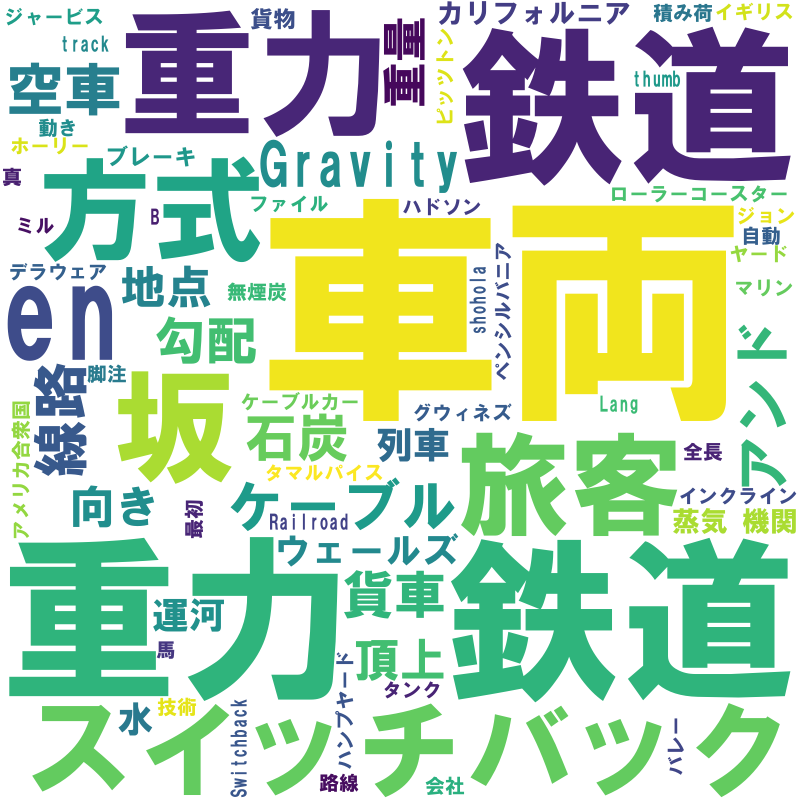 ジャービス
貨物
カリフォルニア
積み荷
イギリス
track
重力
重量
ピッツトン
鉄道
thumb
空車
動き
ホーリー
ブレーキ
Gravity
真
方式
ファイル
ハドソン
ローラーコースター
ミル
B
ジョン
自動
ヤード
車両
デラウェア
地点
無煙炭
shohola
ペンシルバニア
マリン
en
勾配
アンド
線路
脚注
坂
ケーブルカー
グウィネズ
Lang
アメリカ合衆国
石炭
列車
旅客
全長
タマルパイス
向き
最初
ケーブル
Railroad
インクライン
蒸気 機関
ウェールズ
重力 鉄道
貨車
運河
馬
頂上
ハンプヤード
タンク
スイッチバック
水
技術
Switchback
バレー
路線
会社